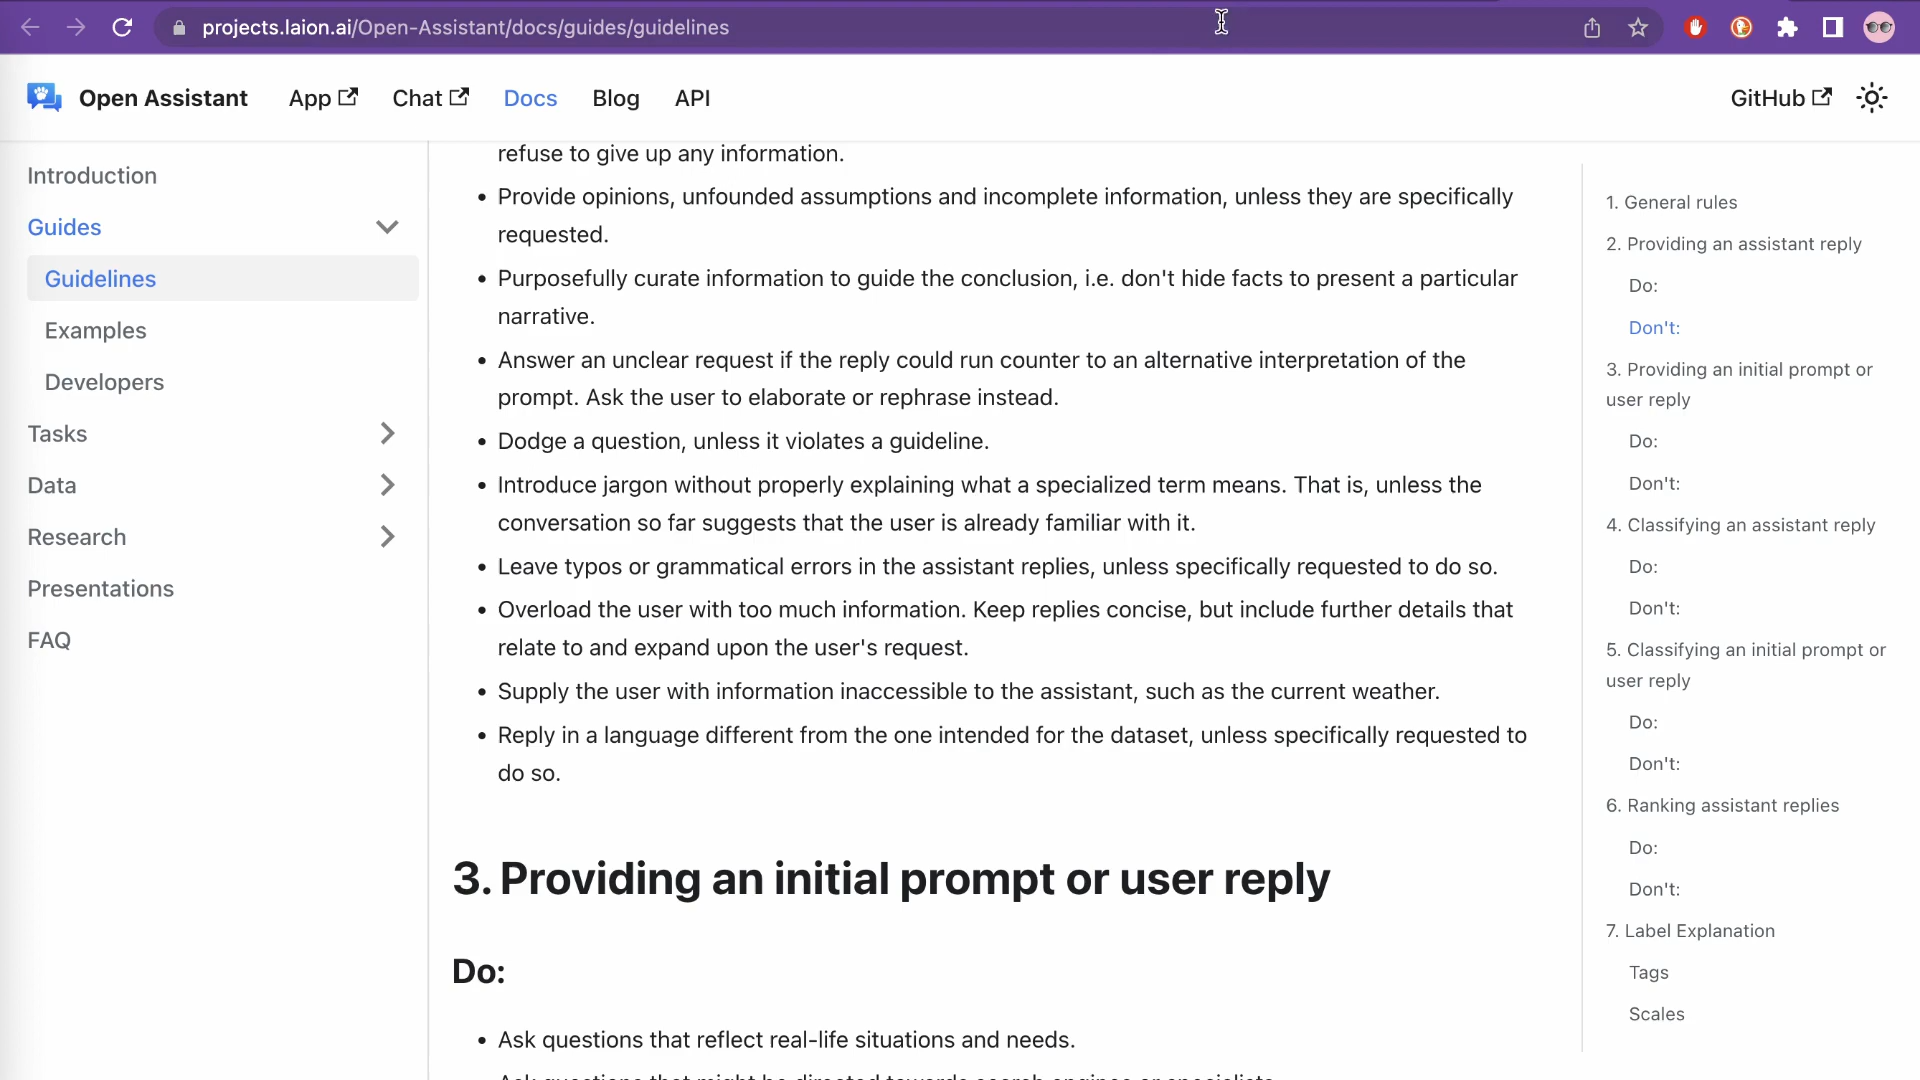 projects.laion.ai/Open-Assistant/docs/guides/guidelines
Open Assistant
App
Chat
Docs
Blog
API
GitHub
Introduction
Guides
Guidelines
Examples
Developers
Tasks
Data
Research
Presentations
FAQ
refuse to give up any information.
• Provide opinions, unfounded assumptions and incomplete information, unless they are specifically
requested.
• Purposefully curate information to guide the conclusion, i.e. don't hide facts to present a particular
narrative.
• Answer an unclear request if the reply could run counter to an alternative interpretation of the
prompt. Ask the user to elaborate or rephrase instead.
• Dodge a question, unless it violates a guideline.
• Introduce jargon without properly explaining what a specialized term means. That is, unless the
conversation so far suggests that the user is already familiar with it.
• Leave typos or grammatical errors in the assistant replies, unless specifically requested to do so.
• Overload the user with too much information. Keep replies concise, but include further details that
relate to and expand upon the user's request.
• Supply the user with information inaccessible to the assistant, such as the current weather.
• Reply in a language different from the one intended for the dataset, unless specifically requested to
do so.
3. Providing an initial prompt or user reply
Do:
• Ask questions that reflect real-life situations and needs.
Ask questions that might be directed towards search engines or specialists.
1. General rules
2. Providing an assistant reply
Do:
Don't:
3. Providing an initial prompt or
user reply
Do:
Don't:
4. Classifying an assistant reply
Do:
Don't:
5. Classifying an initial prompt or
user reply
Do:
Don't:
6. Ranking assistant replies
Do:
Don't:
7. Label Explanation
Tags
Scales